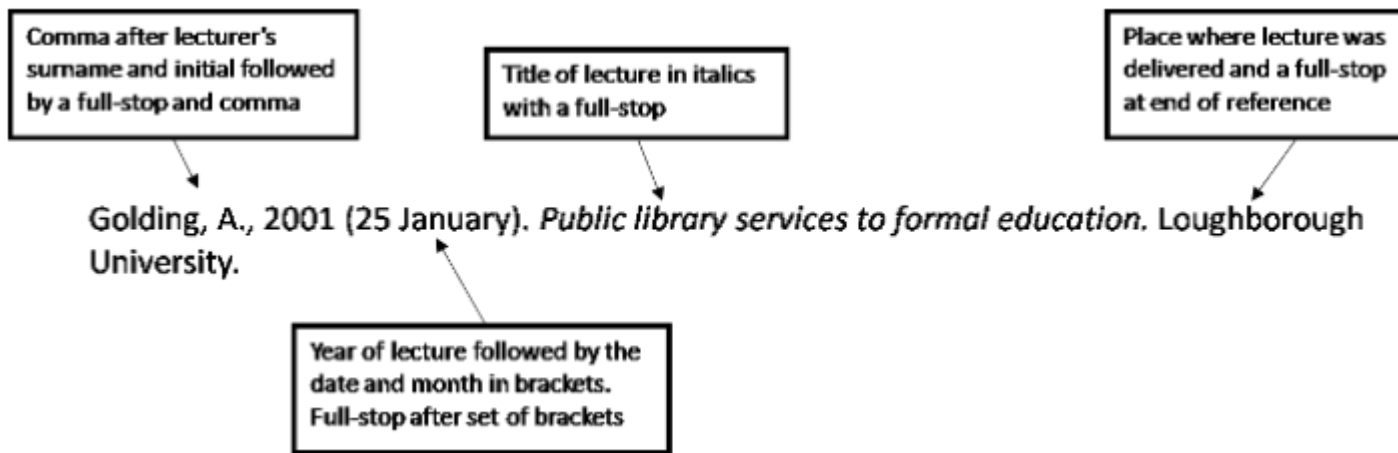 Comma after lecturer's
surname and initial followed
by a full-stop and comma
Title of lecture in italics
with a full-stop
Place where lecture was
delivered and a full-stop
at end of reference
Golding, A., 2001 (25 January). Public library services to formal education. Loughborough
University.
Year of lecture followed by the
date and month in brackets.
Full-stop after set of brackets